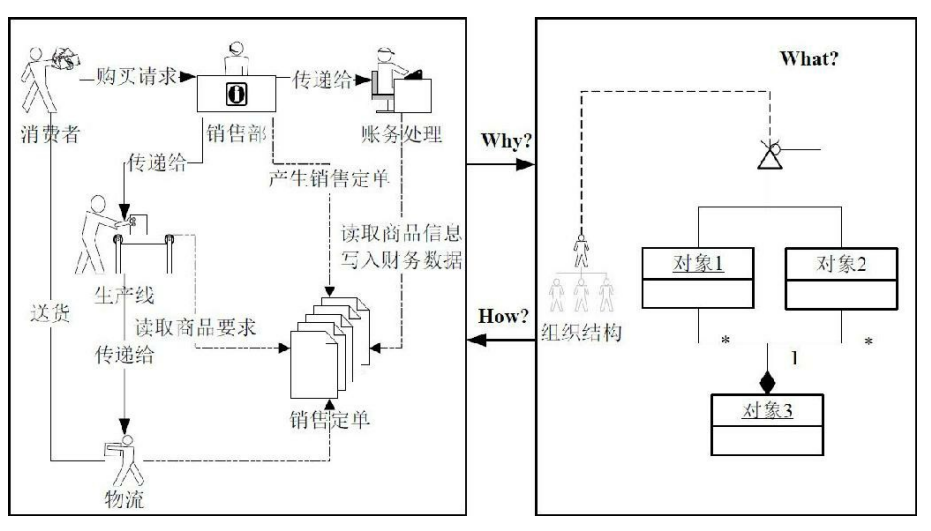 购买请求
传递给
消费者
销售部
账务处理
传递给
产生销售定单
读取商品信息
写入财务数据
生产线
送货
读取商品要求
传递给
销售定单
物流
Why?
How?
What?
组织结构
对象1
对象2
*
1
*
对象3